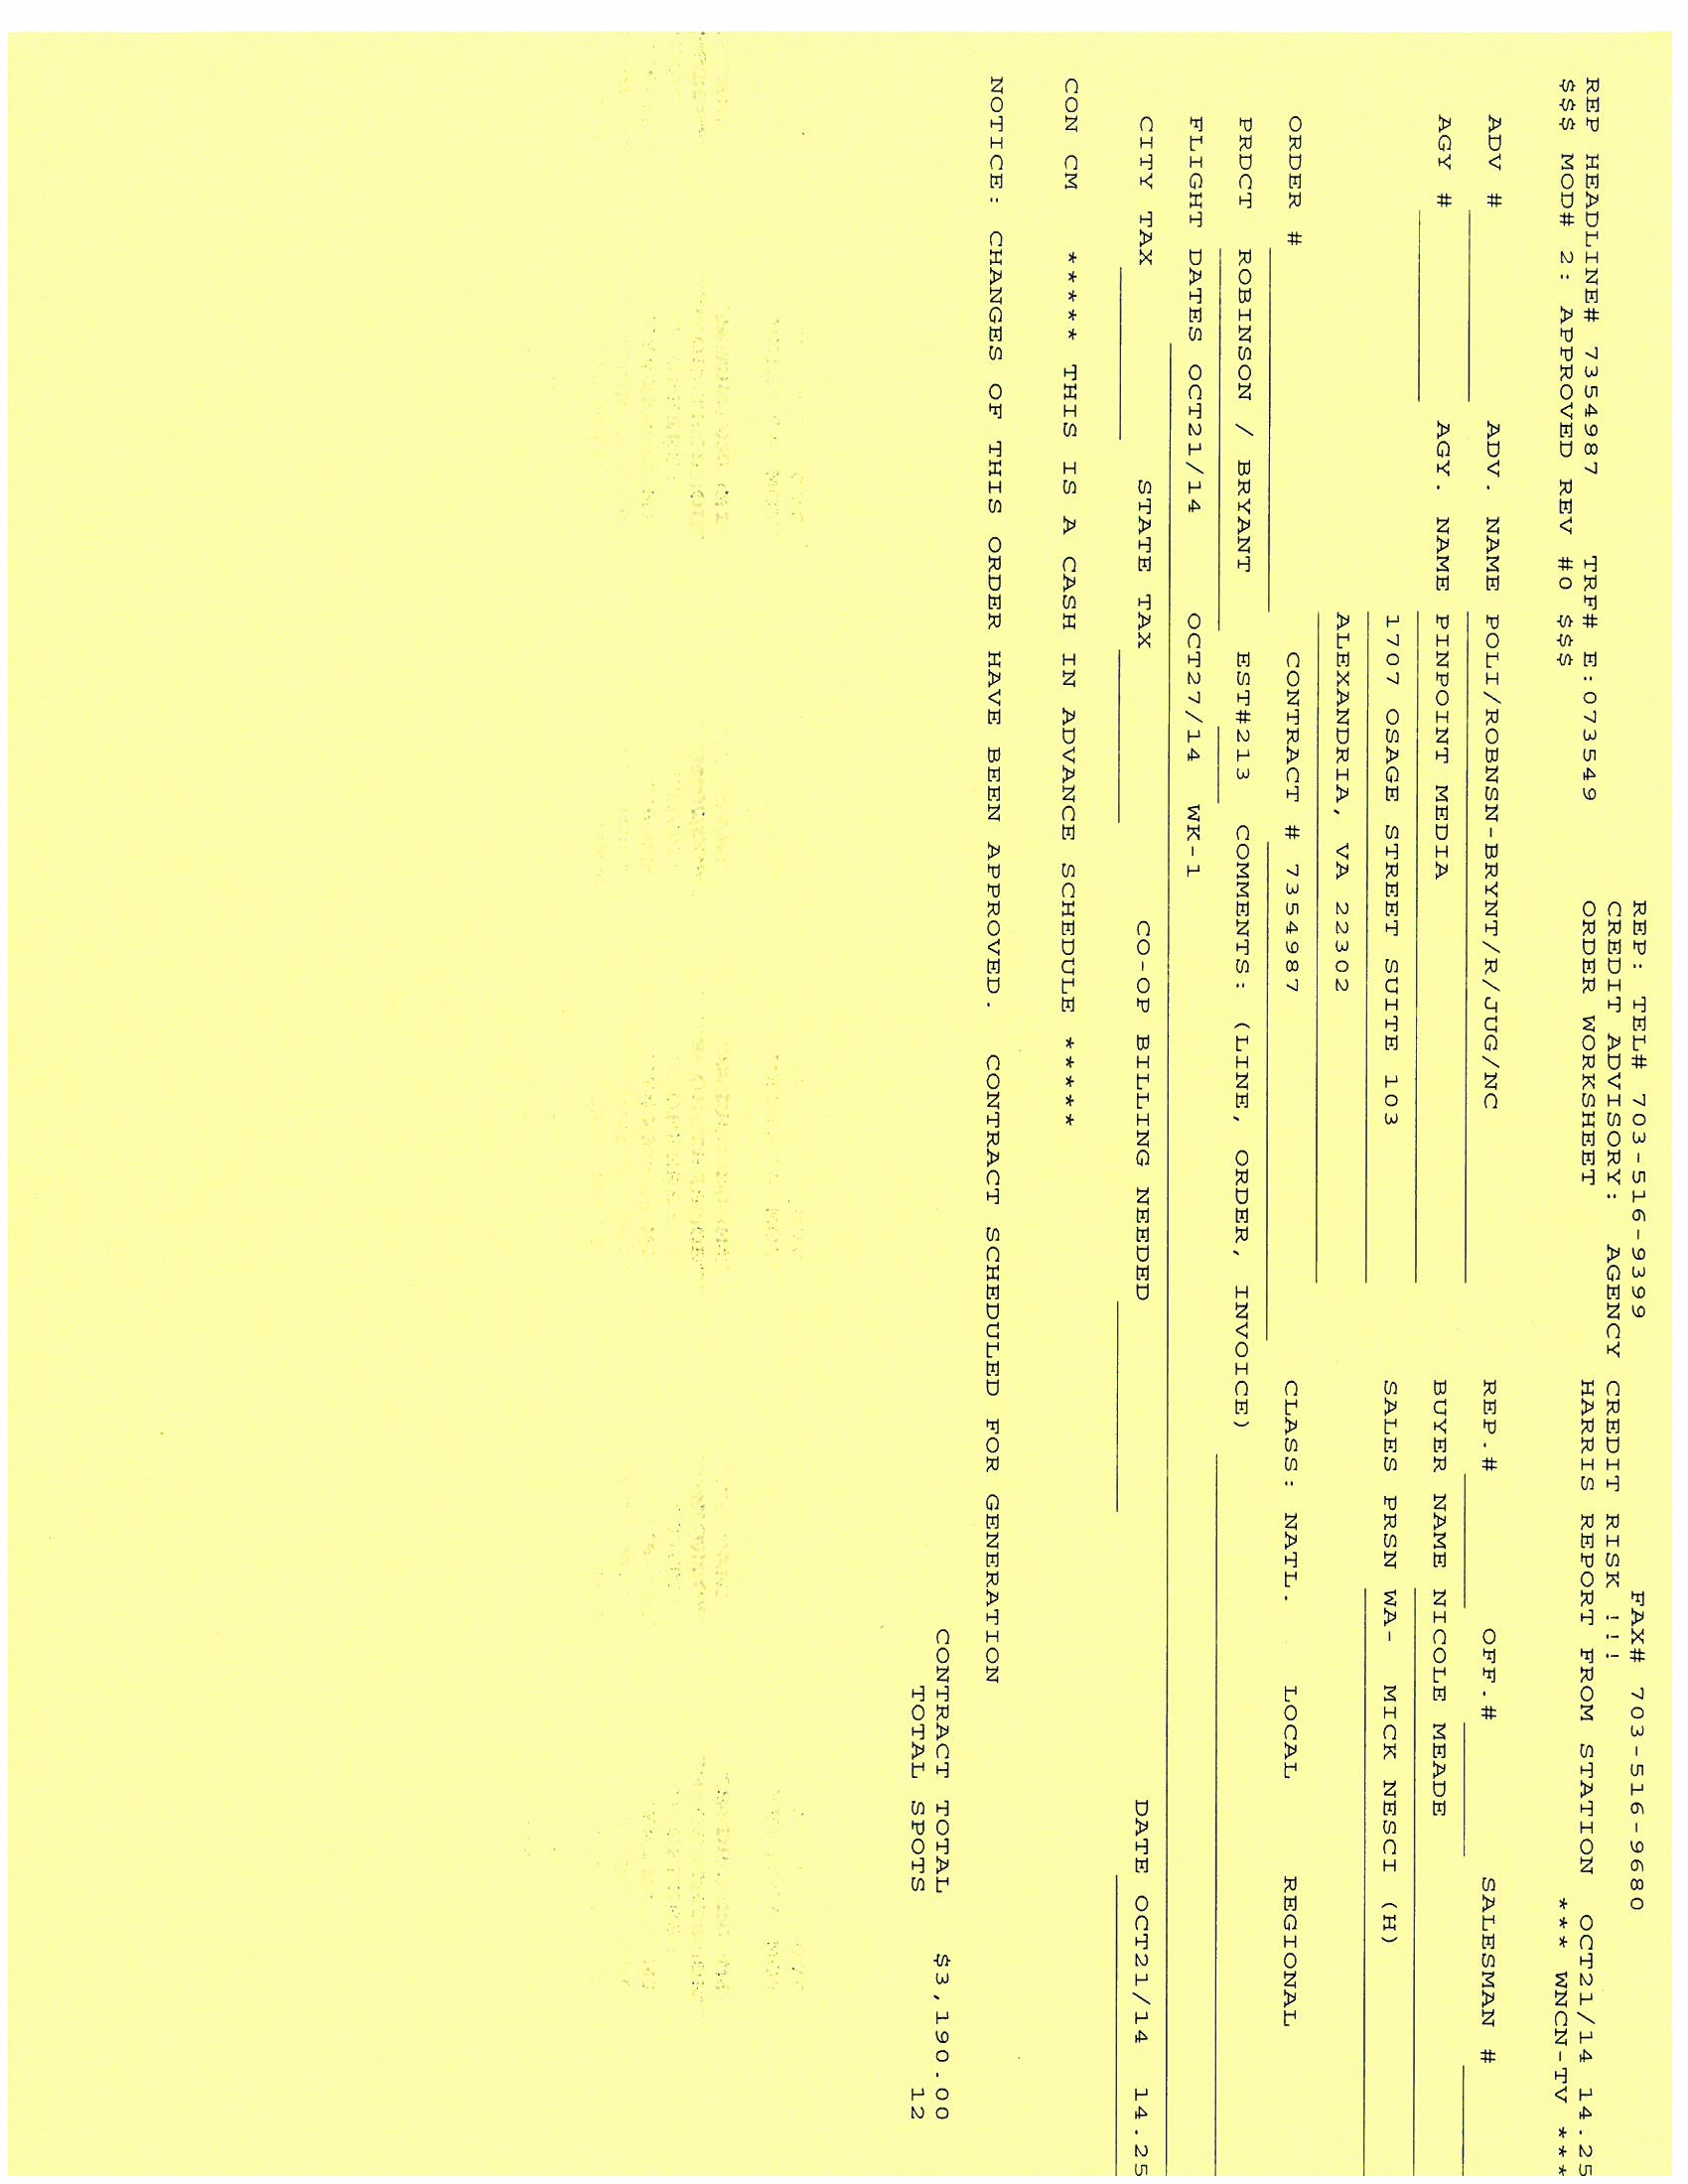 REP: TEL# 703-516-9399 FAX# 703-516-9680
CREDIT ADVISORY: AGENCY CREDIT RISK !!!
REP HEADLINE# 7354987 TRF# E:073549 ORDER WORKSHEET HARRIS REPORT FROM STATION OCT21/14 14.25
$$$ MOD# 2: APPROVED REV #0 $$$ *** WNCN-TV ***
ADV # ADV. NAME POLI/ROBNSN-BRYNT/R/JUG/NC REP.# OFF.# SALESMAN #
AGY # AGY. NAME PINPOINT MEDIA BUYER NAME NICOLE MEADE
1707 OSAGE STREET SUITE 103 SALES PRSN WA- MICK NESCI (H)
ALEXANDRIA, VA 22302
ORDER # CONTRACT # 7354987 CLASS: NATL. LOCAL REGIONAL
PRDCT ROBINSON / BRYANT EST#213 COMMENTS: (LINE, ORDER, INVOICE)
FLIGHT DATES OCT21/14 OCT27/14 WK-1
CITY TAX STATE TAX CO-OP BILLING NEEDED DATE OCT21/14 14.25
CON CM ***** THIS IS A CASH IN ADVANCE SCHEDULE *****
NOTICE: CHANGES OF THIS ORDER HAVE BEEN APPROVED. CONTRACT SCHEDULED FOR GENERATION
CONTRACT TOTAL $3,190.00
TOTAL SPOTS 12